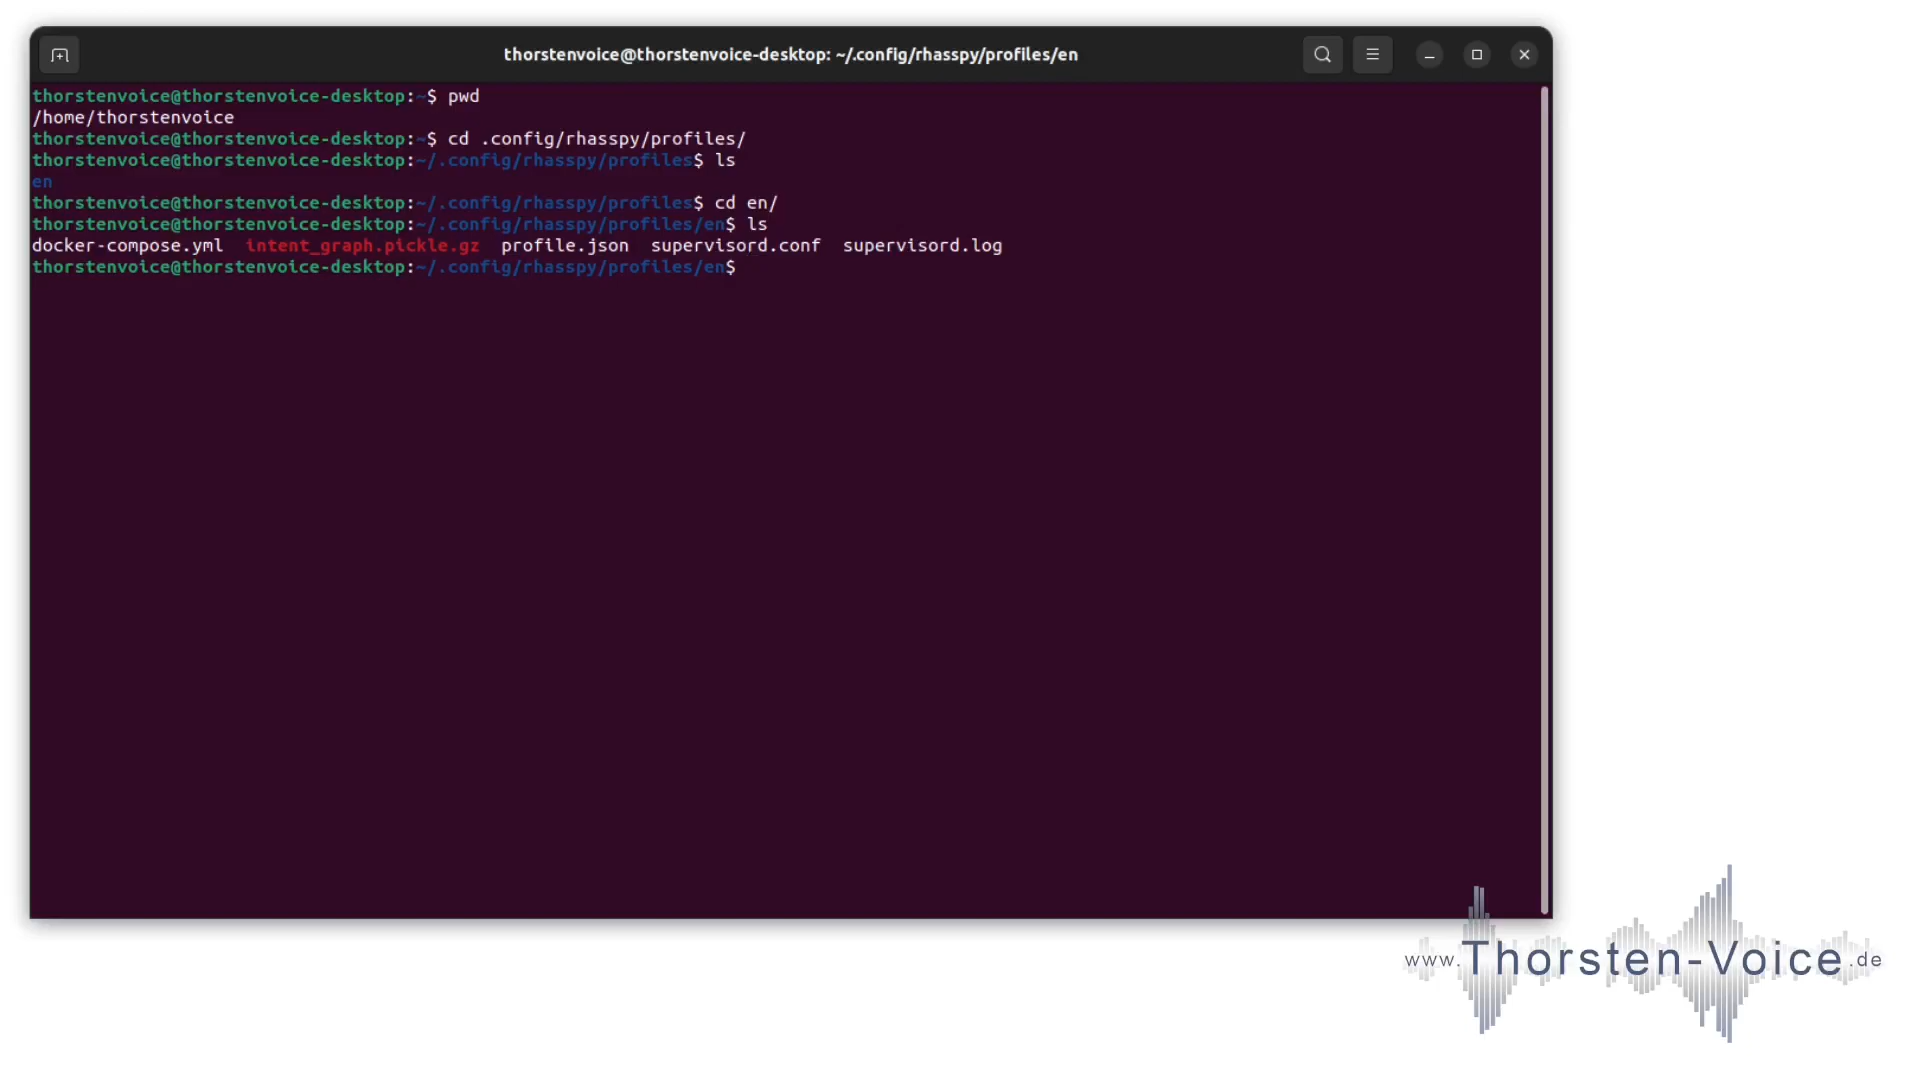 thorstenvoice@thorstenvoice-desktop: ~/.config/rhasspy/profiles/en
thorstenvoice@thorstenvoice-desktop:~$ pwd
/home/thorstenvoice
thorstenvoice@thorstenvoice-desktop:~$ cd .config/rhasspy/profiles/
thorstenvoice@thorstenvoice-desktop:~/.config/rhasspy/profiles$ ls
en
thorstenvoice@thorstenvoice-desktop:~/.config/rhasspy/profiles$ cd en/
thorstenvoice@thorstenvoice-desktop:~/.config/rhasspy/profiles/en$ ls
docker-compose.yml  intent_graph.pickle.gz  profile.json  supervisord.conf  supervisord.log
thorstenvoice@thorstenvoice-desktop:~/.config/rhasspy/profiles/en$
www.Thorsten-Voice.de